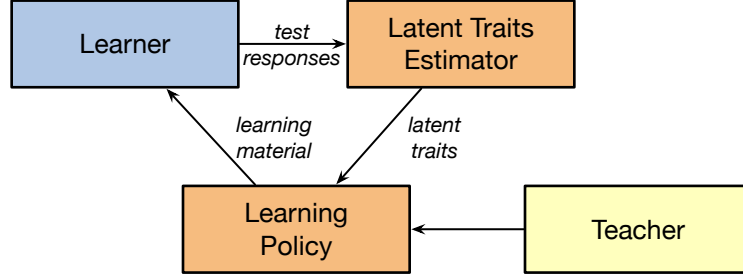 Learner
test
responses
Latent Traits
Estimator
learning
material
latent
traits
Learning
Policy
Teacher